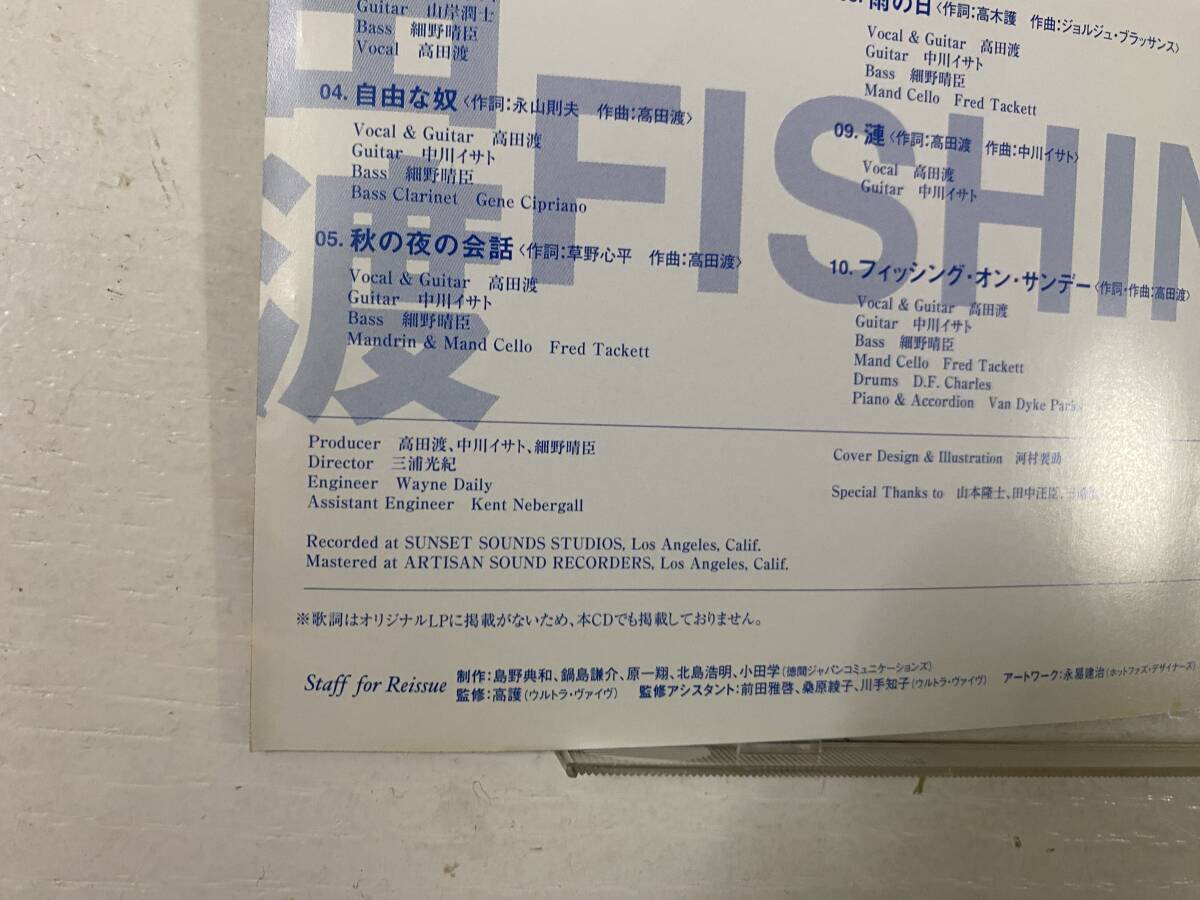 Guitar 山岸潤士
Bass 細野晴臣
Vocal 高田渡
04. 自由な奴〈作詞:永山則夫 作曲:高田渡〉
Vocal & Guitar 高田渡
Guitar 中川イサト
Bass 細野晴臣
Bass Clarinet Gene Cipriano
05. 秋の夜の会話〈作詞:草野心平 作曲:高田渡〉
Vocal & Guitar 高田渡
Guitar 中川イサト
Bass 細野晴臣
Mandrin & Mand Cello Fred Tackett
雨の日〈作詞:高木護 作曲:ジョルジュ・ブラッサンス〉
Vocal & Guitar 高田渡
Guitar 中川イサト
Bass 細野晴臣
Mand Cello Fred Tackett
09. 漣〈作詞:高田渡 作曲:中川イサト〉
Vocal 高田渡
Guitar 中川イサト
10. フィッシング・オン・サンデー〈作詞・作曲:高田渡〉
Vocal & Guitar 高田渡
Guitar 中川イサト
Bass 細野晴臣
Mand Cello Fred Tackett
Drums D.F. Charles
Piano & Accordion Van Dyke Parks
渡
FISHIN
Producer 高田渡、中川イサト、細野晴臣
Director 三浦光紀
Engineer Wayne Daily
Assistant Engineer Kent Nebergall
Cover Design & Illustration 河村要助
Special Thanks to 山本隆士、田中汪臣、
Recorded at SUNSET SOUNDS STUDIOS, Los Angeles, Calif.
Mastered at ARTISAN SOUND RECORDERS, Los Angeles, Calif.
※歌詞はオリジナルLPに掲載がないため、本CDでも掲載しておりません。
Staff for Reissue
制作:島野典和、鍋島謙介、原一翔、北島浩明、小田学(徳間ジャパンコミュニケーションズ)
監修:高護(ウルトラ・ヴァイヴ) 監修アシスタント:前田雅啓、桑原綾子、川手知子(ウルトラ・ヴァイヴ) アートワーク:永易建治(ホットファズ・デザイナーズ)